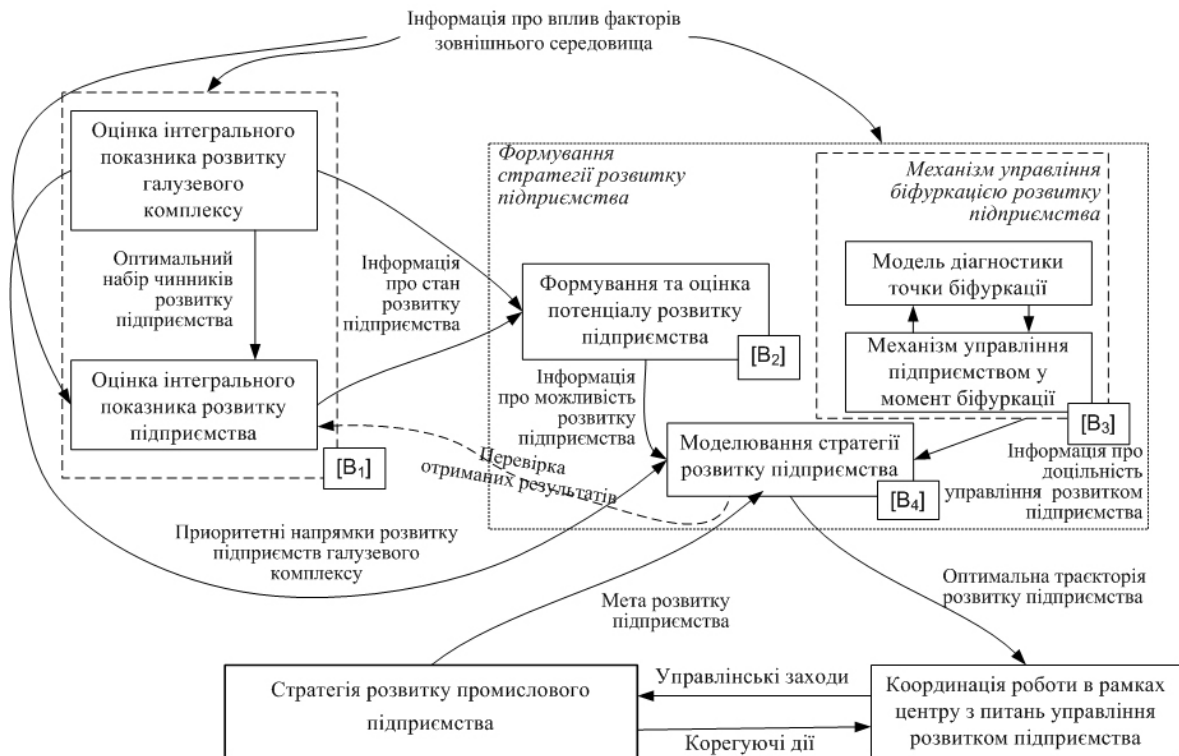 Інформація про вплив факторів
зовнішнього середовища
Оцінка інтегрального
показника розвитку
галузевого
комплексу
Оптимальний
набір чинників
розвитку
підприємства
Оцінка інтегрального
показника розвитку
підприємства
[В1]
Інформація
про стан
розвитку
підприємства
Формування
стратегії розвитку
підприємства
Механізм управління
біфуркацією розвитку
підприємства
Модель діагностики
точки біфуркації
Механізм управління
підприємством у
момент біфуркації
[В3]
Формування та оцінка
потенціалу розвитку
підприємства
[В2]
Інформація
про можливість
розвитку
підприємства
Моделювання стратегії
розвитку підприємства
[В4]
Інформація про
доцільність
управління розвитком
підприємства
Перевірка
отриманих результатів
Приоритетні напрямки розвитку
підприємств галузевого
комплексу
Мета розвитку
підприємства
Оптимальна траєкторія
розвитку підприємства
Стратегія розвитку промислового
підприємства
Управлінські заходи
Корегуючі дії
Координація роботи в рамках
центру з питань управління
розвитком підприємства